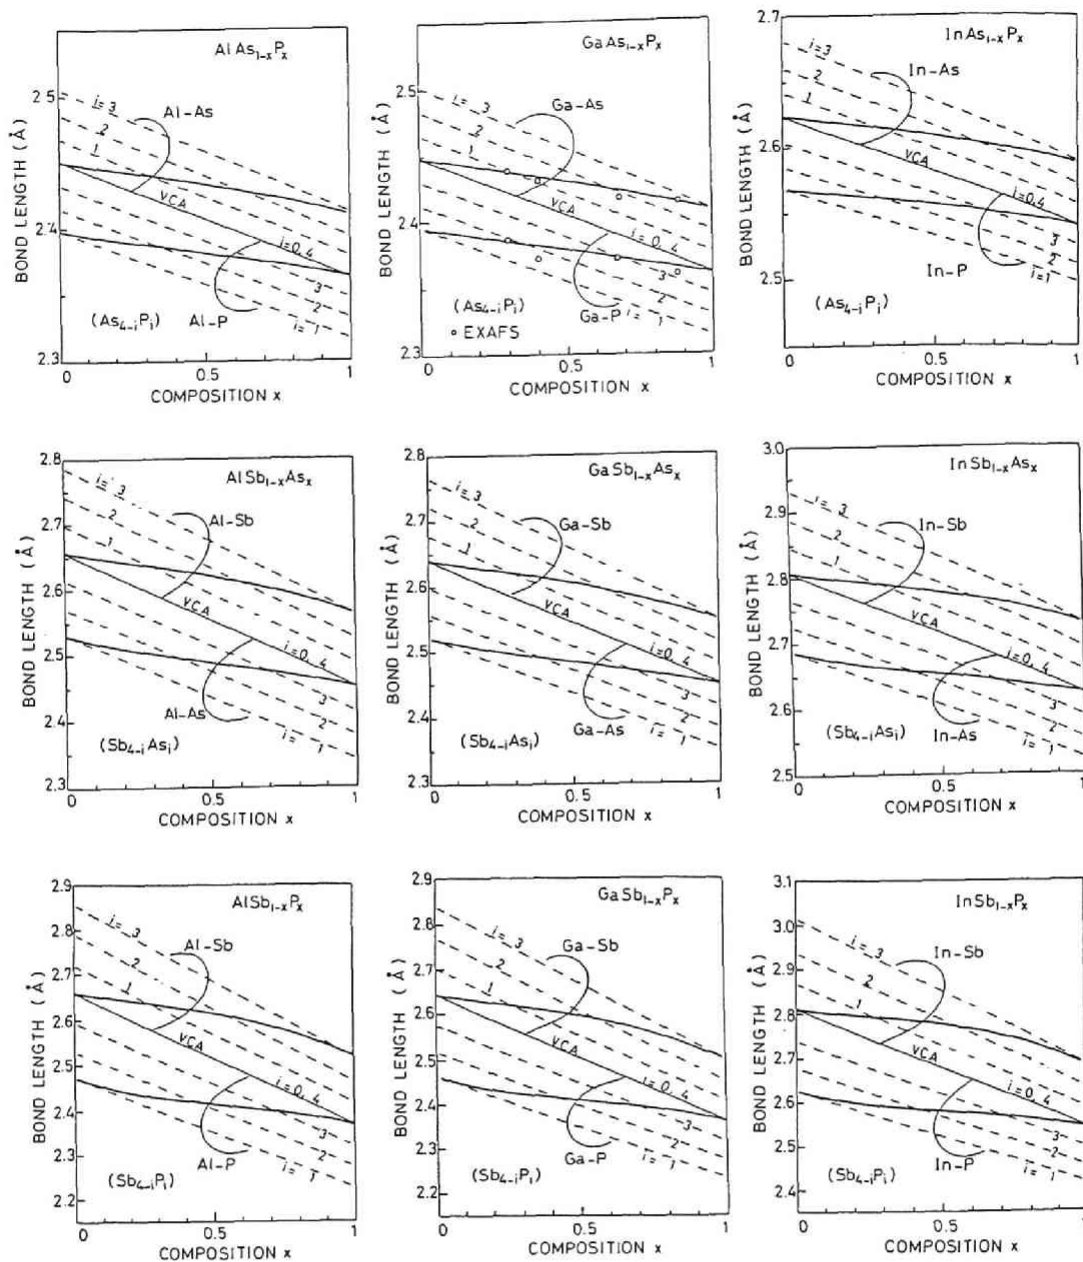 AlAs₁₋ₓPₓ
BOND LENGTH (Å)
2.5
2.4
2.3
i=3
2
1
Al-As
VCA
i=0,4
3
2
i=1
(As₄₋ᵢPᵢ)
Al-P
0
0.5
1
COMPOSITION x
GaAs₁₋ₓPₓ
BOND LENGTH (Å)
2.5
2.4
2.3
i=3
2
1
Ga-As
VCA
i=0,4
3
2
i=1
(As₄₋ᵢPᵢ)
Ga-P
○ EXAFS
0
0.5
1
COMPOSITION x
InAs₁₋ₓPₓ
BOND LENGTH (Å)
2.7
2.6
2.5
i=3
2
1
In-As
VCA
i=0,4
3
2
i=1
(As₄₋ᵢPᵢ)
In-P
0
0.5
1
COMPOSITION x
AlSb₁₋ₓAsₓ
BOND LENGTH (Å)
2.8
2.7
2.6
2.5
2.4
2.3
i=3
2
1
Al-Sb
VCA
i=0,4
3
2
i=1
Al-As
(Sb₄₋ᵢAsᵢ)
0
0.5
1
COMPOSITION x
GaSb₁₋ₓAsₓ
BOND LENGTH (Å)
2.8
2.7
2.6
2.5
2.4
2.3
i=3
2
1
Ga-Sb
VCA
i=0,4
3
2
i=1
Ga-As
(Sb₄₋ᵢAsᵢ)
0
0.5
1
COMPOSITION x
InSb₁₋ₓAsₓ
BOND LENGTH (Å)
3.0
2.9
2.8
2.7
2.6
2.5
i=3
2
1
In-Sb
VCA
i=0,4
3
2
i=1
In-As
(Sb₄₋ᵢAsᵢ)
0
0.5
1
COMPOSITION x
AlSb₁₋ₓPₓ
BOND LENGTH (Å)
2.9
2.8
2.7
2.6
2.5
2.4
2.3
2.2
i=3
2
1
Al-Sb
VCA
i=0,4
3
2
i=1
Al-P
(Sb₄₋ᵢPᵢ)
0
0.5
1
COMPOSITION x
GaSb₁₋ₓPₓ
BOND LENGTH (Å)
2.9
2.8
2.7
2.6
2.5
2.4
2.3
2.2
i=3
2
1
Ga-Sb
VCA
i=0,4
3
2
i=1
Ga-P
(Sb₄₋ᵢPᵢ)
0
0.5
1
COMPOSITION x
InSb₁₋ₓPₓ
BOND LENGTH (Å)
3.1
3.0
2.9
2.8
2.7
2.6
2.5
2.4
i=3
2
1
In-Sb
VCA
i=0,4
3
2
i=1
In-P
(Sb₄₋ᵢPᵢ)
0
0.5
1
COMPOSITION x